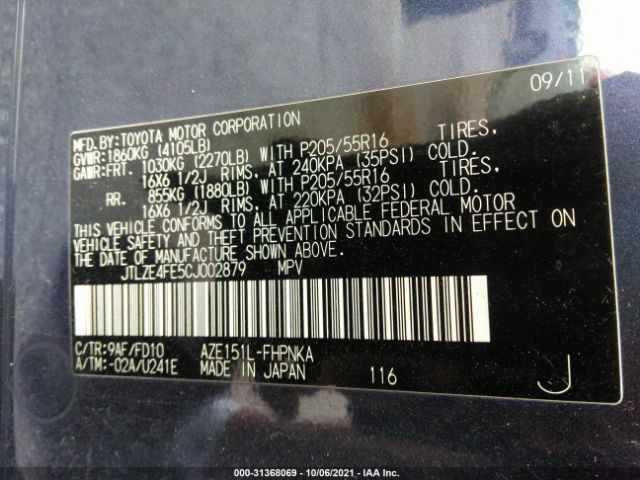 09/11
MFD.BY:TOYOTA MOTOR CORPORATION
GVWR:1860KG (4105LB)
GAWR:FRT. 1030KG (2270LB) WITH P205/55R16 TIRES,
16X6 1/2J RIMS, AT 240KPA (35PSI) COLD.
RR. 855KG (1880LB) WITH P205/55R16 TIRES,
16X6 1/2J RIMS, AT 220KPA (32PSI) COLD.
THIS VEHICLE CONFORMS TO ALL APPLICABLE FEDERAL MOTOR
VEHICLE SAFETY AND THEFT PREVENTION STANDARDS IN EFFECT ON
THE DATE OF MANUFACTURE SHOWN ABOVE.
JTLZE4FE5CJ002879 MPV
C/TR:9AF/FD10 AZE151L-FHPNKA
A/TM:-02A/U241E MADE IN JAPAN 116 J
000-31368069 - 10/06/2021 - IAA Inc.